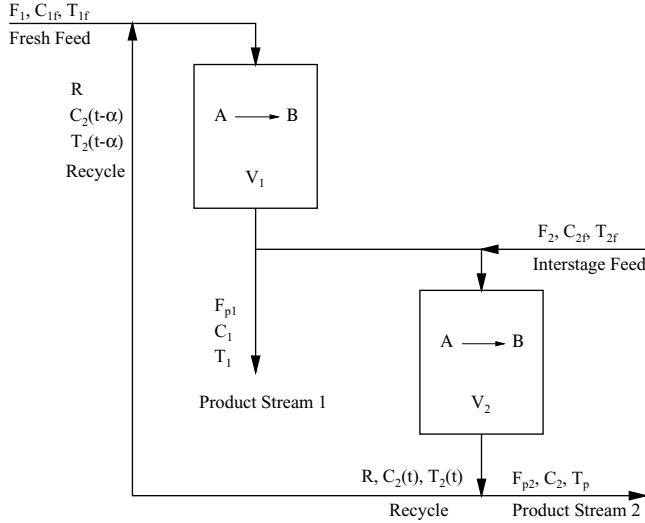 F₁, C₁f, T₁f
Fresh Feed
R
C₂(t-α)
T₂(t-α)
Recycle
A → B
V₁
F₂, C₂f, T₂f
Interstage Feed
Fp1
C₁
T₁
Product Stream 1
A → B
V₂
R, C₂(t), T₂(t)
Recycle
Fp2, C₂, Tp
Product Stream 2